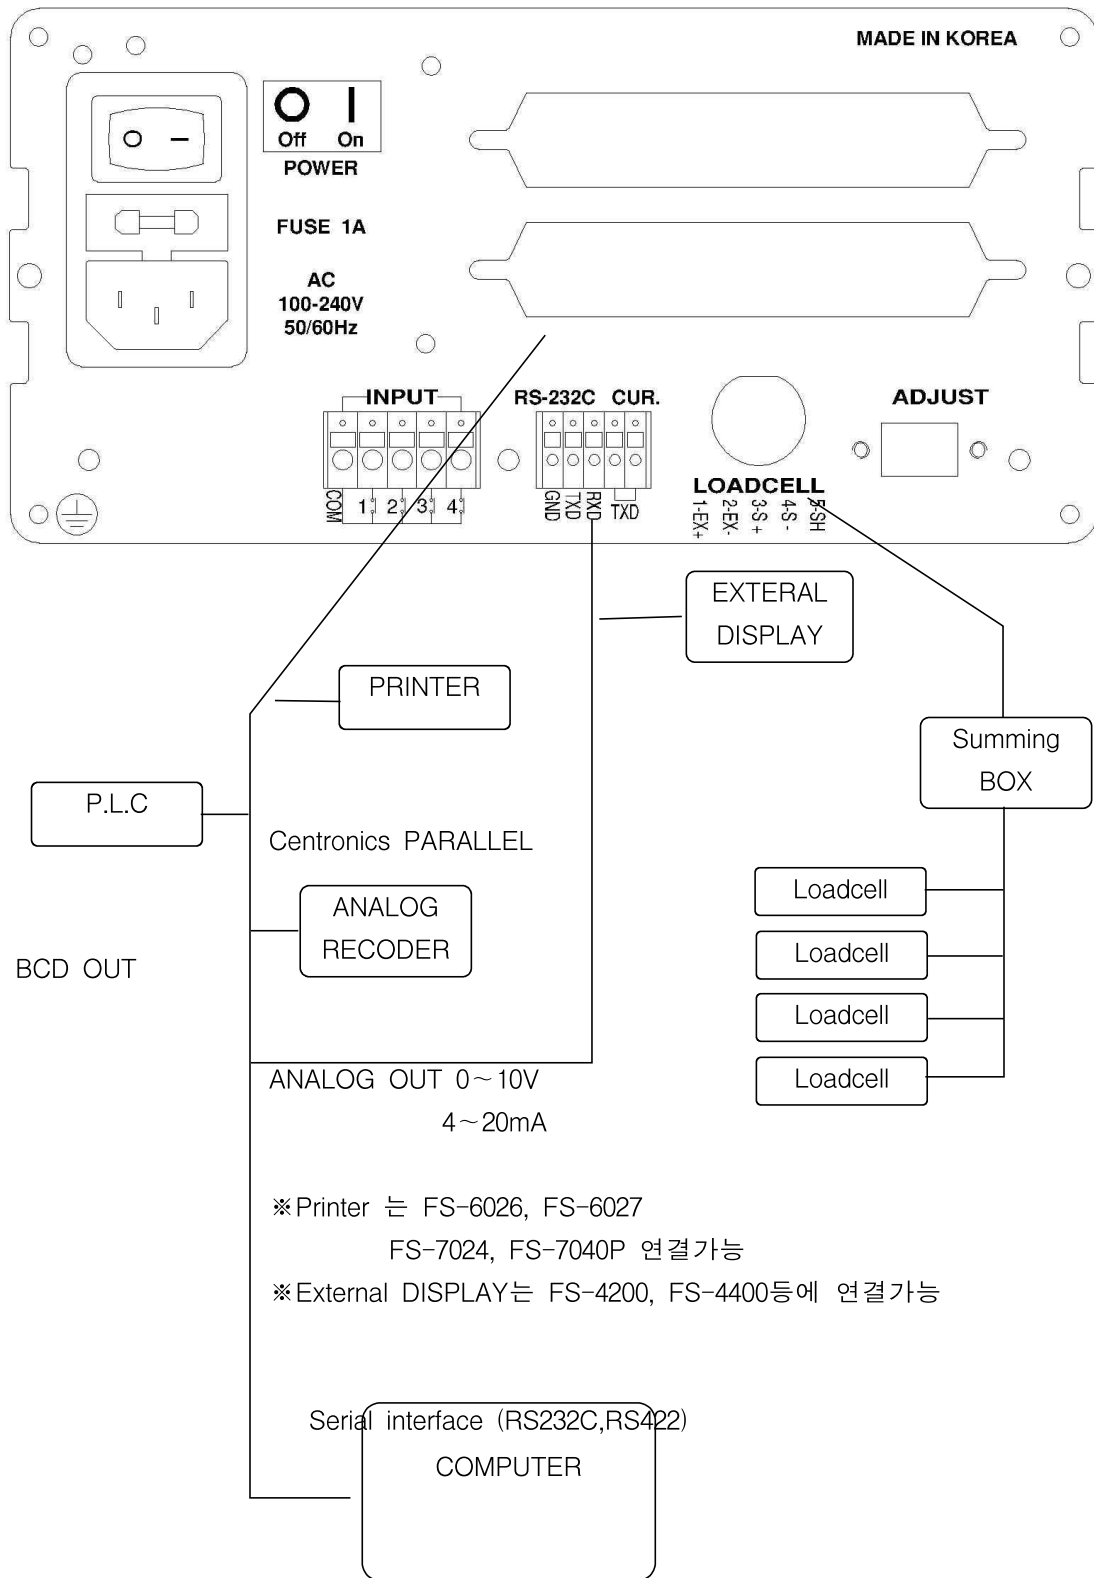 MADE IN KOREA
Off On
POWER
FUSE 1A
AC
100-240V
50/60Hz
INPUT
RS-232C CUR.
ADJUST
LOADCELL
COM 1 2 3 4
GND TXD RXD TXD
1-EX+ 2-EX- 3-S+ 4-S- 5-SH
EXTERAL
DISPLAY
PRINTER
Summing
BOX
P.L.C
Centronics PARALLEL
Loadcell
ANALOG
RECODER
Loadcell
BCD OUT
Loadcell
Loadcell
ANALOG OUT 0~10V
4~20mA
※Printer 는 FS-6026, FS-6027
FS-7024, FS-7040P 연결가능
※External DISPLAY는 FS-4200, FS-4400등에 연결가능
Serial interface (RS232C,RS422)
COMPUTER